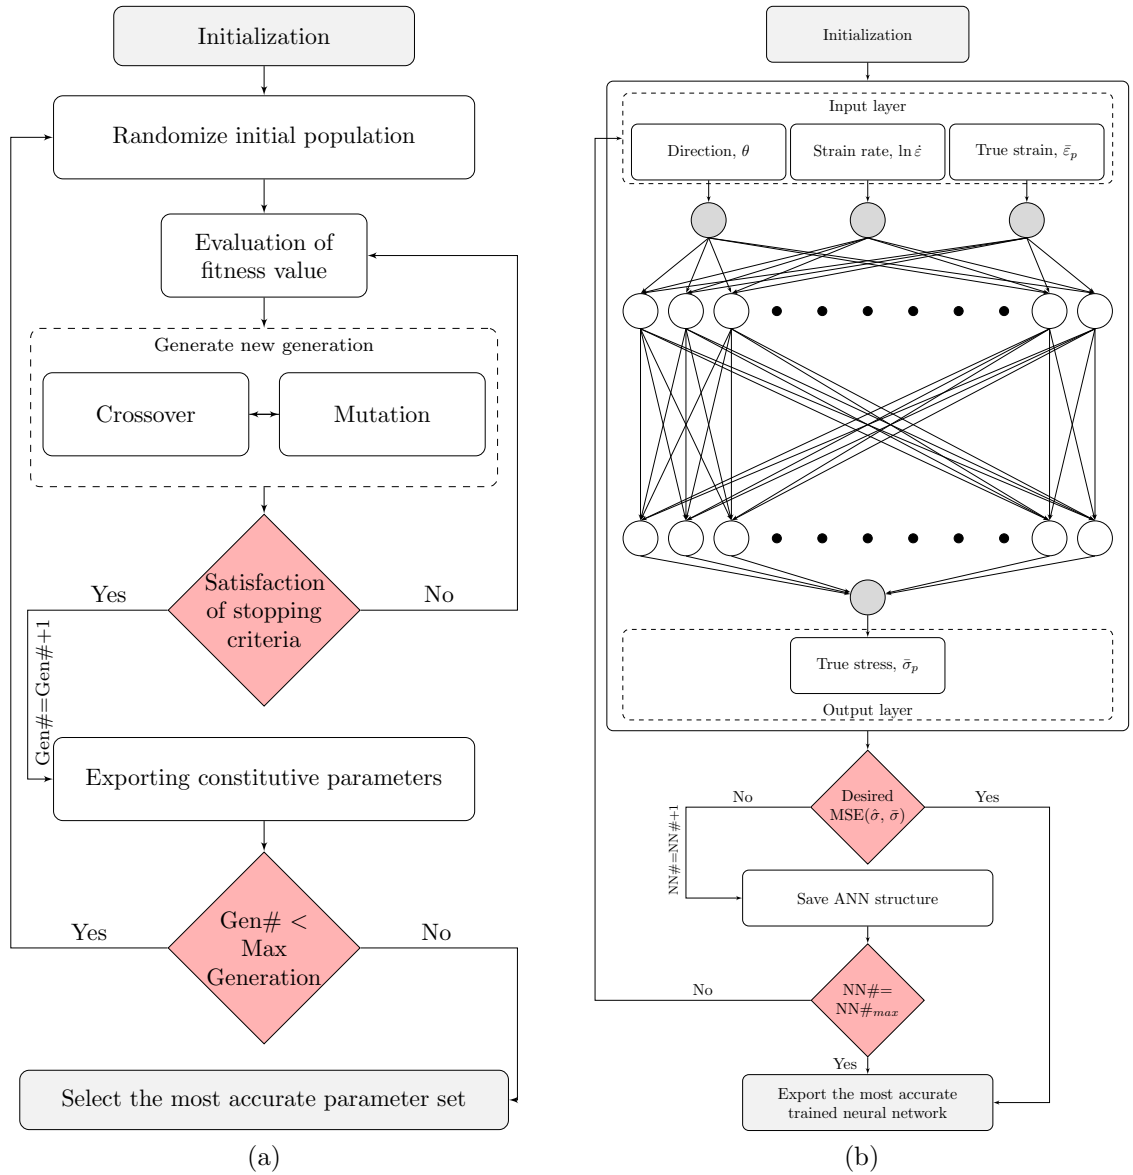 Initialization
Randomize initial population
Evaluation of
fitness value
Generate new generation
Crossover
Mutation
Satisfaction
of stopping
criteria
Yes
No
Gen#=Gen#+1
Exporting constitutive parameters
Gen# <
Max
Generation
Yes
No
Select the most accurate parameter set
(a)
Initialization
Input layer
Direction, θ
Strain rate, ln ε̇
True strain, ε̄ₚ
True stress, σ̄ₚ
Output layer
Desired
MSE(σ̂, σ̄)
No
Yes
NN#=NN#+1
Save ANN structure
NN#=
NN#max
No
Yes
Export the most accurate
trained neural network
(b)